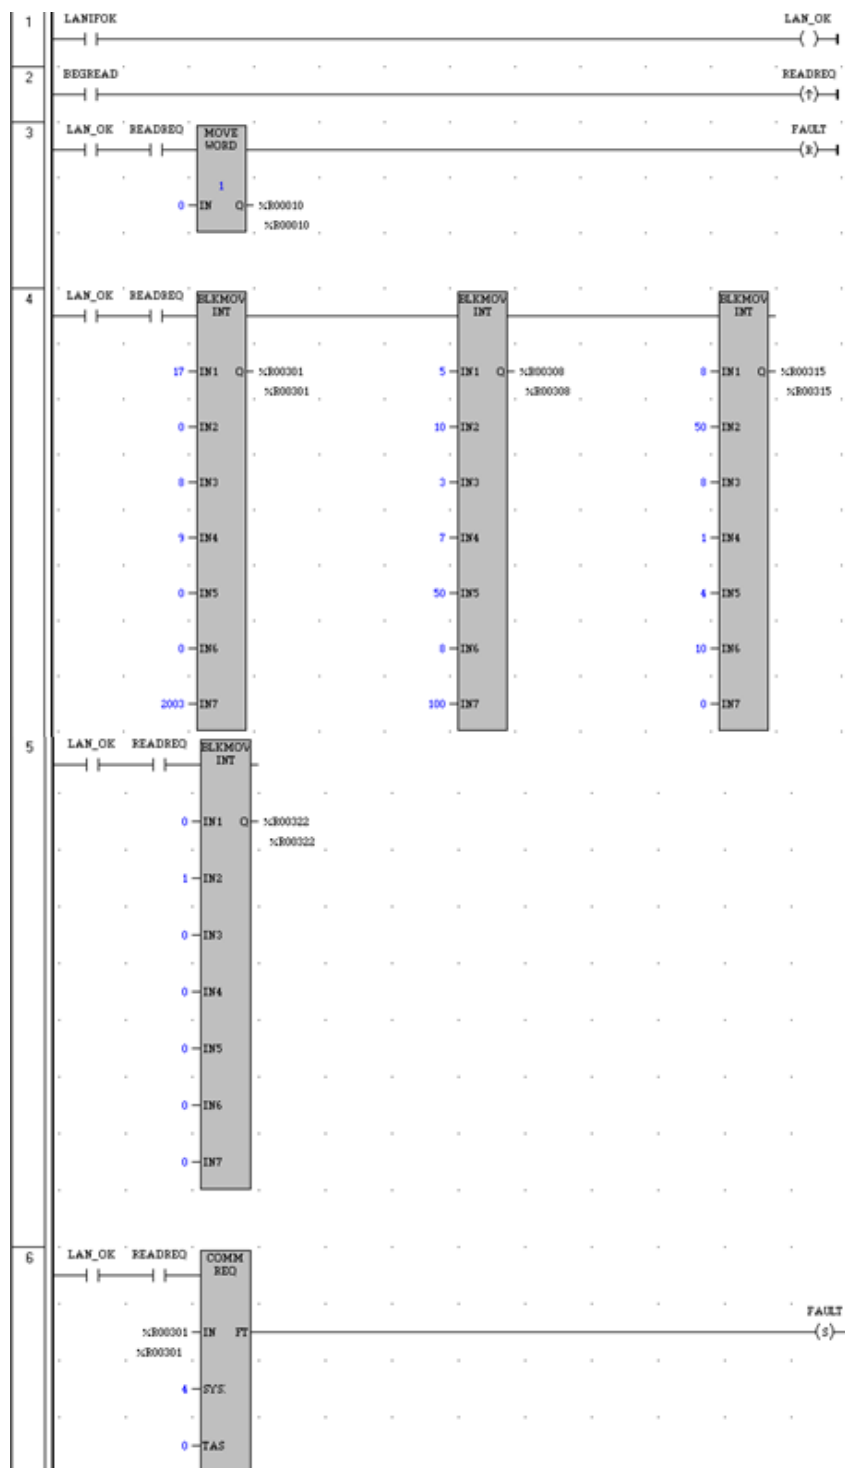 1 LANIFOK LAN_OK
2 BEGREAD READREQ
(↑)
3 LAN_OK READREQ MOVE WORD FAULT
(R)
1
0 IN Q %R00010
%R00010
4 LAN_OK READREQ BLKMOV INT BLKMOV INT BLKMOV INT
17 IN1 Q %R00301 5 IN1 Q %R00308 8 IN1 Q %R00315
%R00301 %R00308 %R00315
0 IN2 10 IN2 50 IN2
8 IN3 3 IN3 8 IN3
9 IN4 7 IN4 1 IN4
0 IN5 50 IN5 4 IN5
0 IN6 8 IN6 10 IN6
2003 IN7 100 IN7 0 IN7
5 LAN_OK READREQ BLKMOV INT
0 IN1 Q %R00322
%R00322
1 IN2
0 IN3
0 IN4
0 IN5
0 IN6
0 IN7
6 LAN_OK READREQ COMM REQ
FAULT
%R00301 IN FT (S)
%R00301
4 SYS
0 TAS